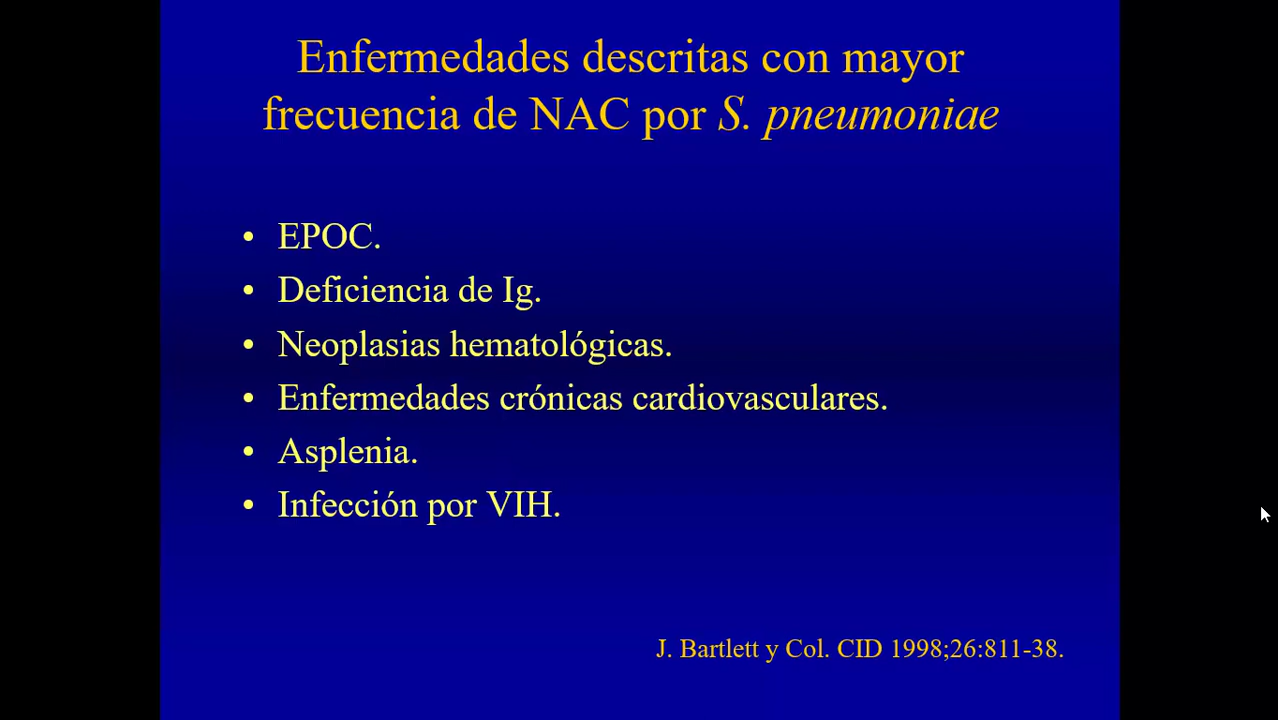 Enfermedades descritas con mayor
frecuencia de NAC por S. pneumoniae
• EPOC.
• Deficiencia de Ig.
• Neoplasias hematológicas.
• Enfermedades crónicas cardiovasculares.
• Asplenia.
• Infección por VIH.
J. Bartlett y Col. CID 1998;26:811-38.